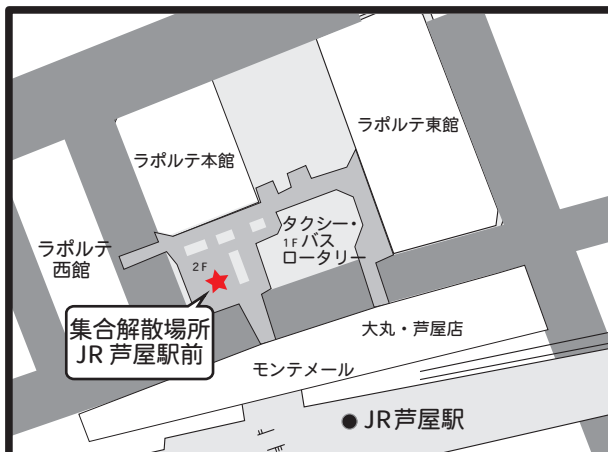 ラポルテ東館
ラポルテ本館
タクシー・
1F バス
ロータリー
ラポルテ
西館
2F
集合解散場所
JR 芦屋駅前
大丸・芦屋店
モンテメール
JR芦屋駅